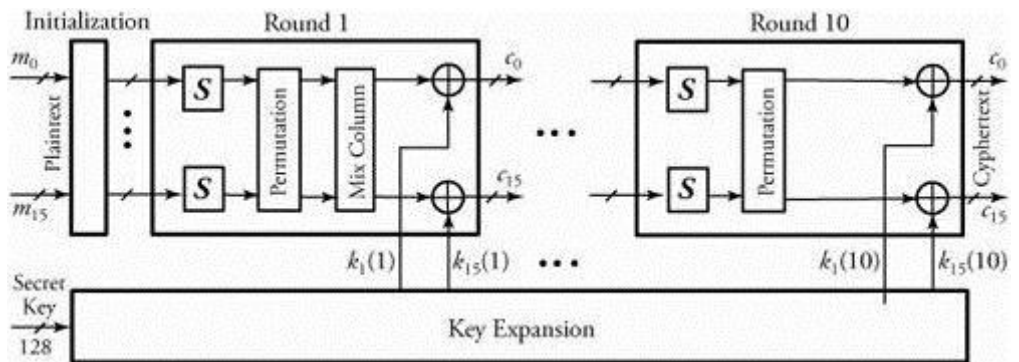 Initialization
Round 1
Round 10
m0
Plaintext
m15
S
S
Permutation
Mix Column
c0
c15
...
S
S
Permutation
c0
Cyphertext
c15
k1(1)
k15(1)
...
k1(10)
k15(10)
Secret
Key
128
Key Expansion